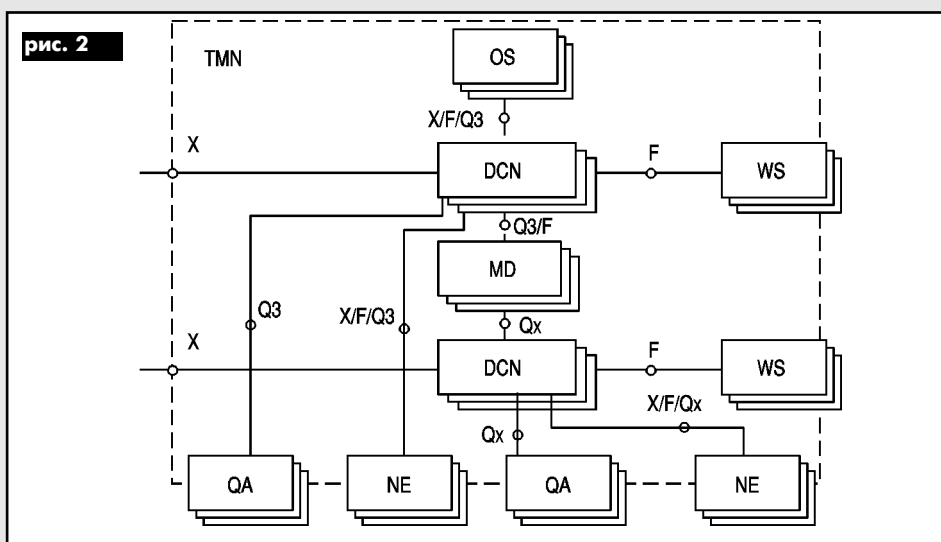 рис. 2
TMN
OS
X/F/Q3
X
DCN
F
WS
Q3/F
MD
Q3
X/F/Q3
Qx
X
DCN
F
WS
X/F/Qx
Qx
QA
NE
QA
NE